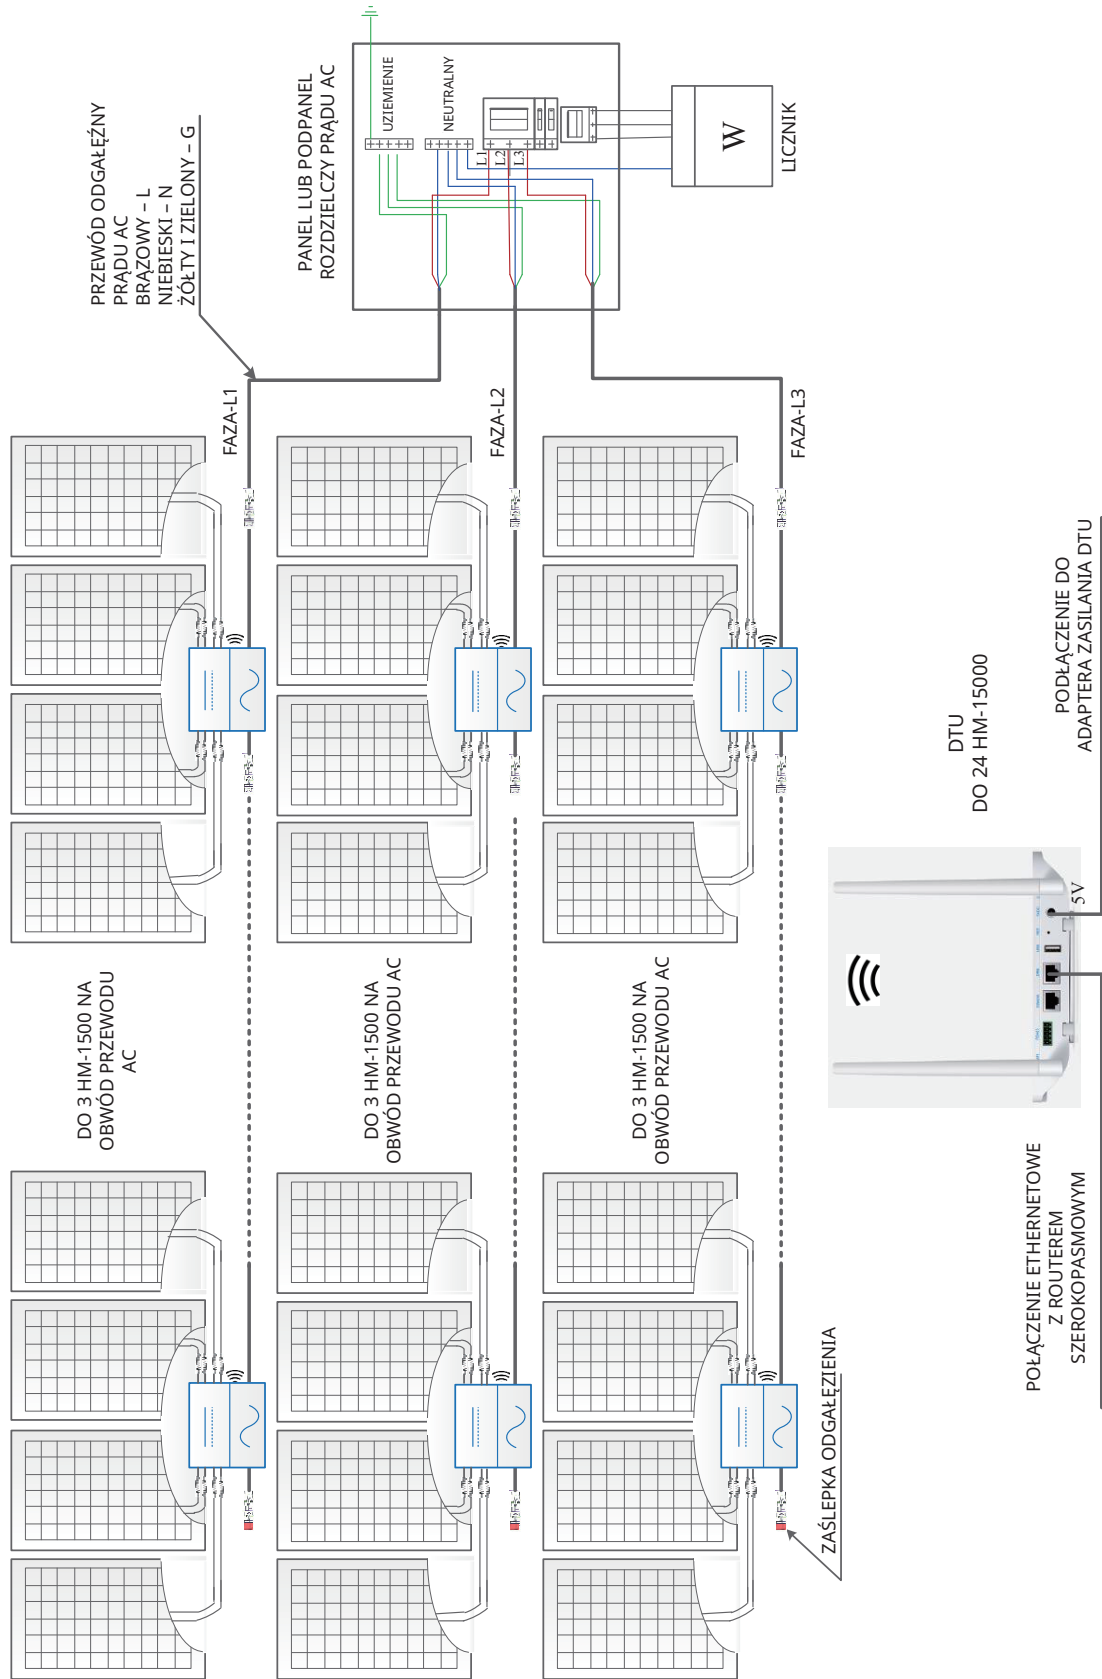 PRZEWÓD ODGAŁĘŹNY
PRĄDU AC
BRĄZOWY – L
NIEBIESKI – N
ŻÓŁTY I ZIELONY – G
PANEL LUB PODPANEL
ROZDZIELCZY PRĄDU AC
UZIEMIENIE
NEUTRALNY
L1
L2
L3
W
LICZNIK
FAZA-L1
FAZA-L2
FAZA-L3
DO 3 HM-1500 NA
OBWÓD PRZEWODU
AC
DO 3 HM-1500 NA
OBWÓD PRZEWODU AC
DO 3 HM-1500 NA
OBWÓD PRZEWODU AC
ZAŚLEPKA ODGAŁĘZIENIA
DTU
DO 24 HM-15000
PODŁĄCZENIE DO
ADAPTERA ZASILANIA DTU
5V
POŁĄCZENIE ETHERNETOWE
Z ROUTEREM
SZEROKOPASMOWYM